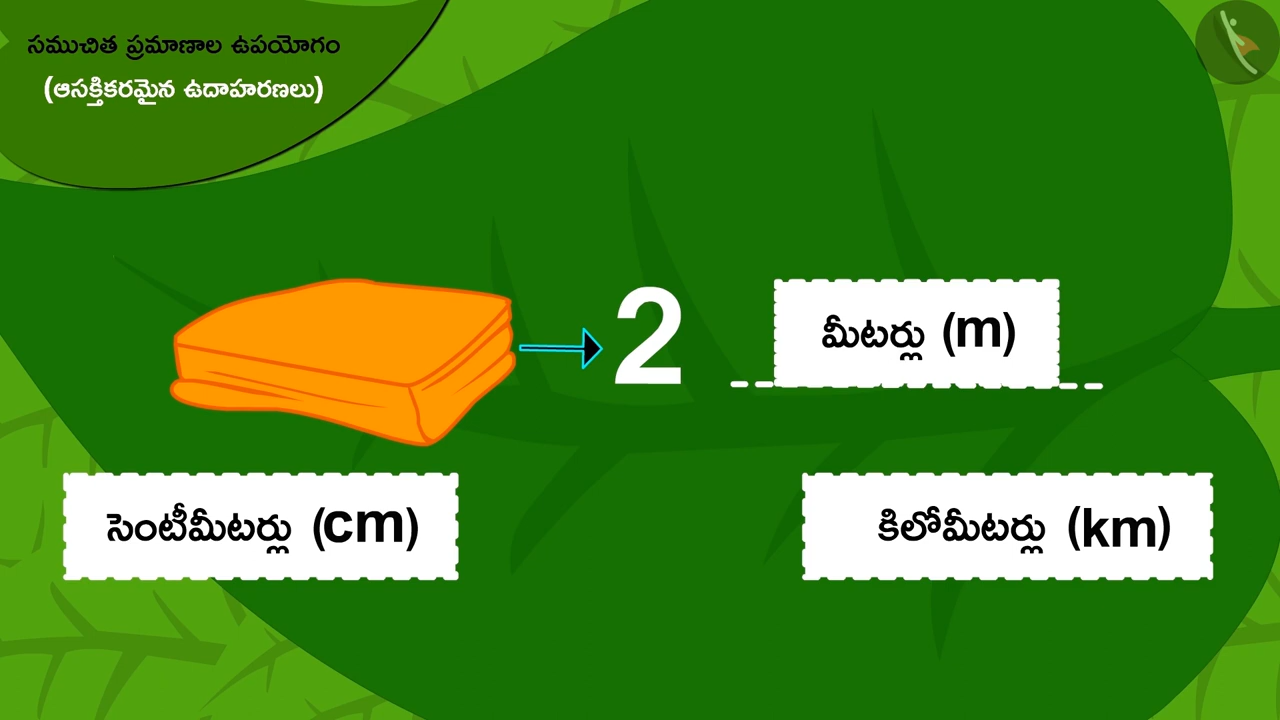 సముచిత ప్రమాణాల ఉపయోగం
(ఆసక్తికరమైన ఉదాహరణలు)
2 మీటర్లు (m)
సెంటీమీటర్లు (cm)
కిలోమీటర్లు (km)